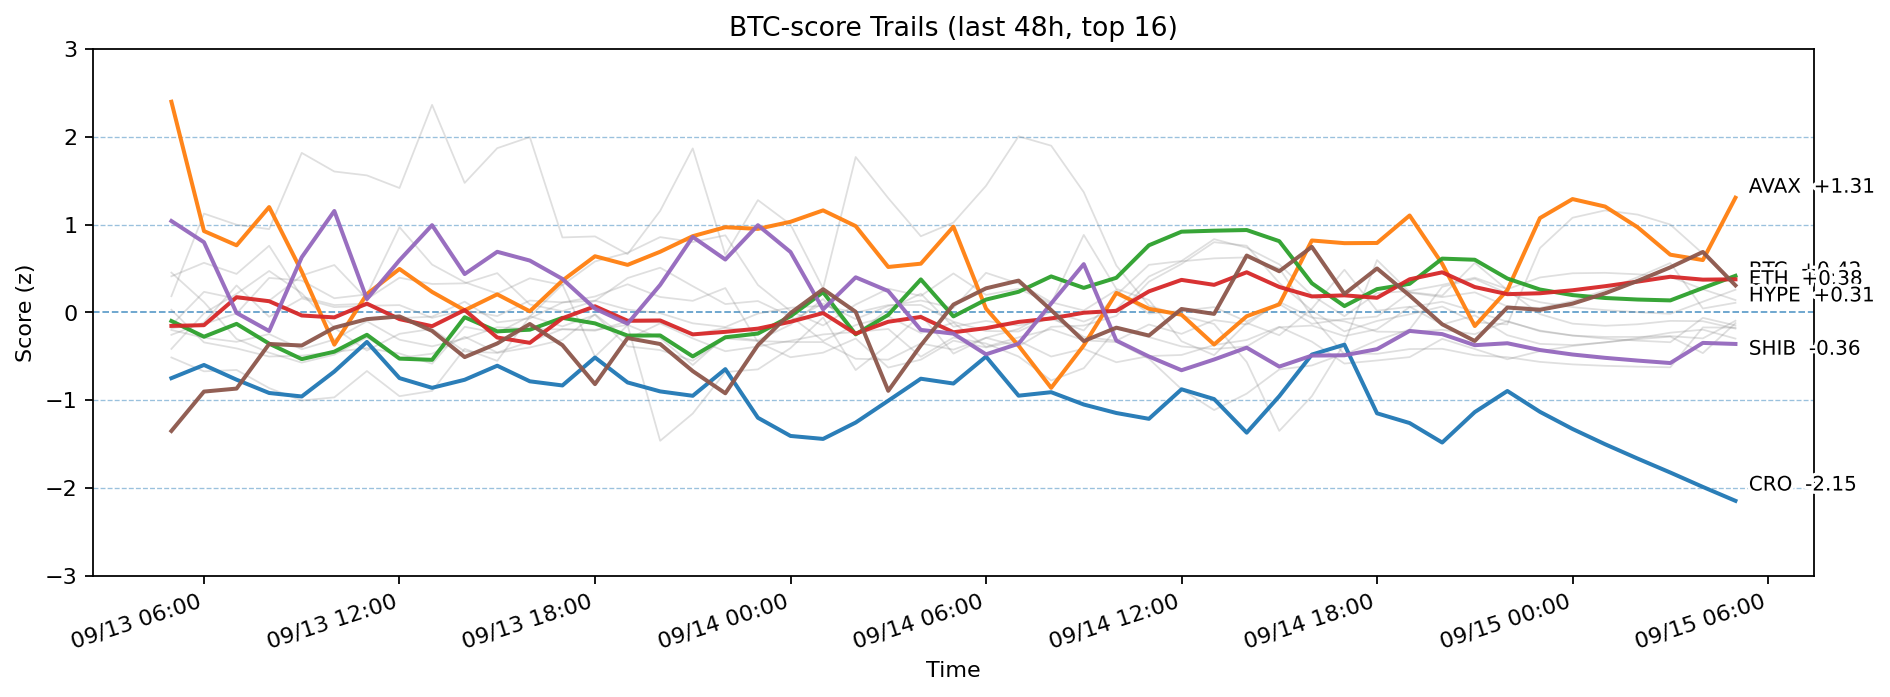 BTC-score Trails (last 48h, top 16)
Score (z)
3
2
1
0
−1
−2
−3
AVAX +1.31
ETH +0.38
HYPE +0.31
SHIB -0.36
CRO -2.15
09/13 06:00
09/13 12:00
09/13 18:00
09/14 00:00
09/14 06:00
09/14 12:00
09/14 18:00
09/15 00:00
09/15 06:00
Time